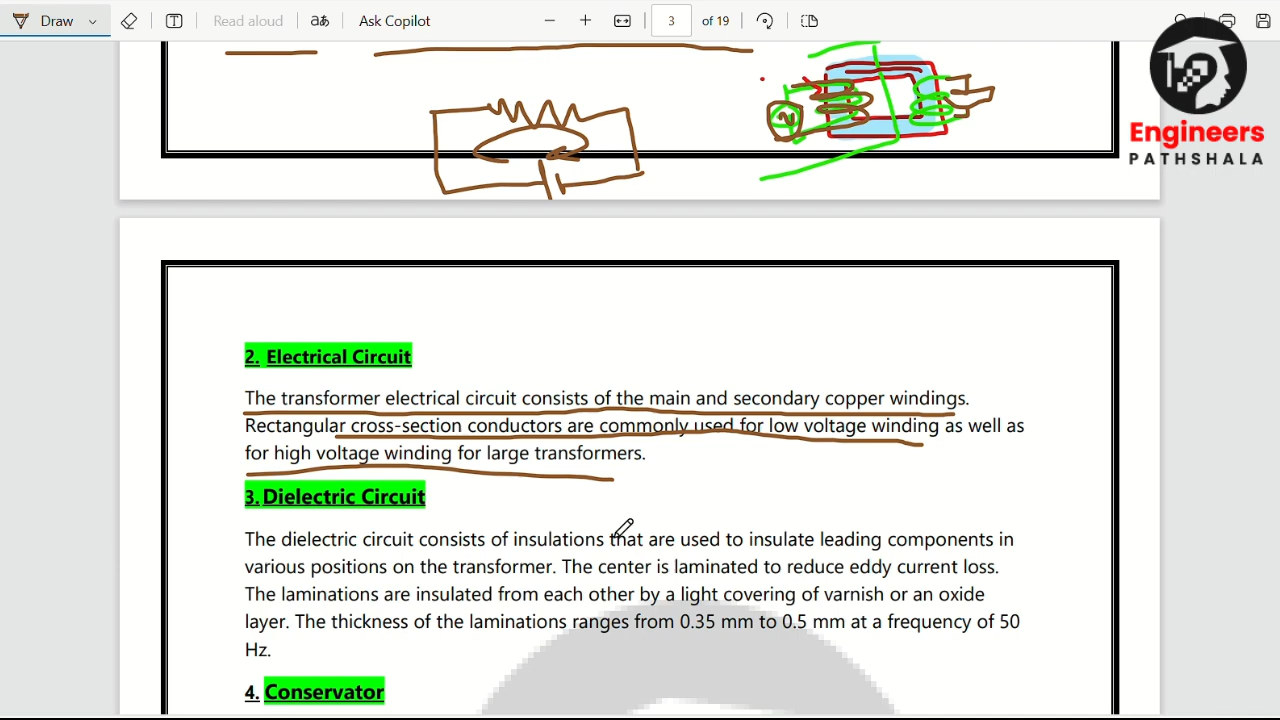 Draw
Read aloud
aあ
Ask Copilot
3
of 19
Engineers
PATHSHALA
2. Electrical Circuit
The transformer electrical circuit consists of the main and secondary copper windings.
Rectangular cross-section conductors are commonly used for low voltage winding as well as
for high voltage winding for large transformers.
3. Dielectric Circuit
The dielectric circuit consists of insulations that are used to insulate leading components in
various positions on the transformer. The center is laminated to reduce eddy current loss.
The laminations are insulated from each other by a light covering of varnish or an oxide
layer. The thickness of the laminations ranges from 0.35 mm to 0.5 mm at a frequency of 50
Hz.
4. Conservator